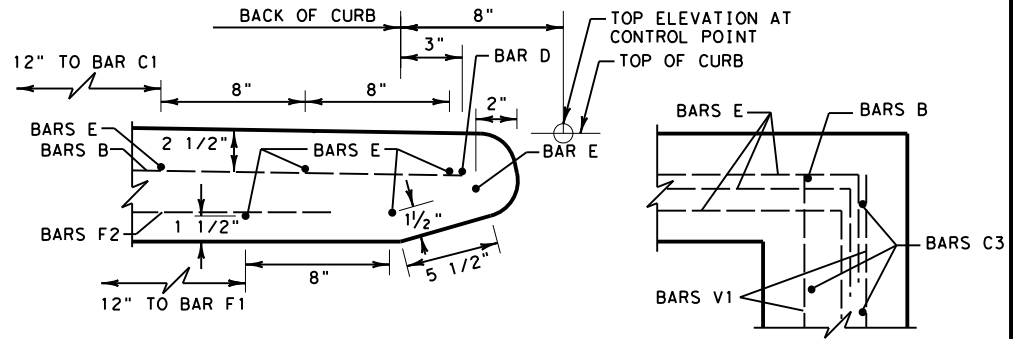 BACK OF CURB
8"
TOP ELEVATION AT
CONTROL POINT
3"
BAR D
TOP OF CURB
12" TO BAR C1
8"
8"
2"
BARS E
BARS B
2 1/2"
BARS E
BAR E
1 1/2"
1 1/2"
BARS F2
8"
5 1/2"
12" TO BAR F1
BARS E
BARS B
BARS C3
BARS V1